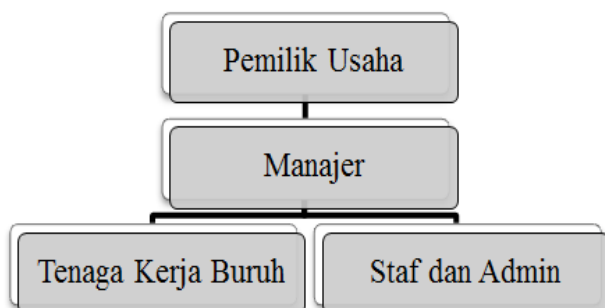 Pemilik Usaha
Manajer
Tenaga Kerja Buruh
Staf dan Admin